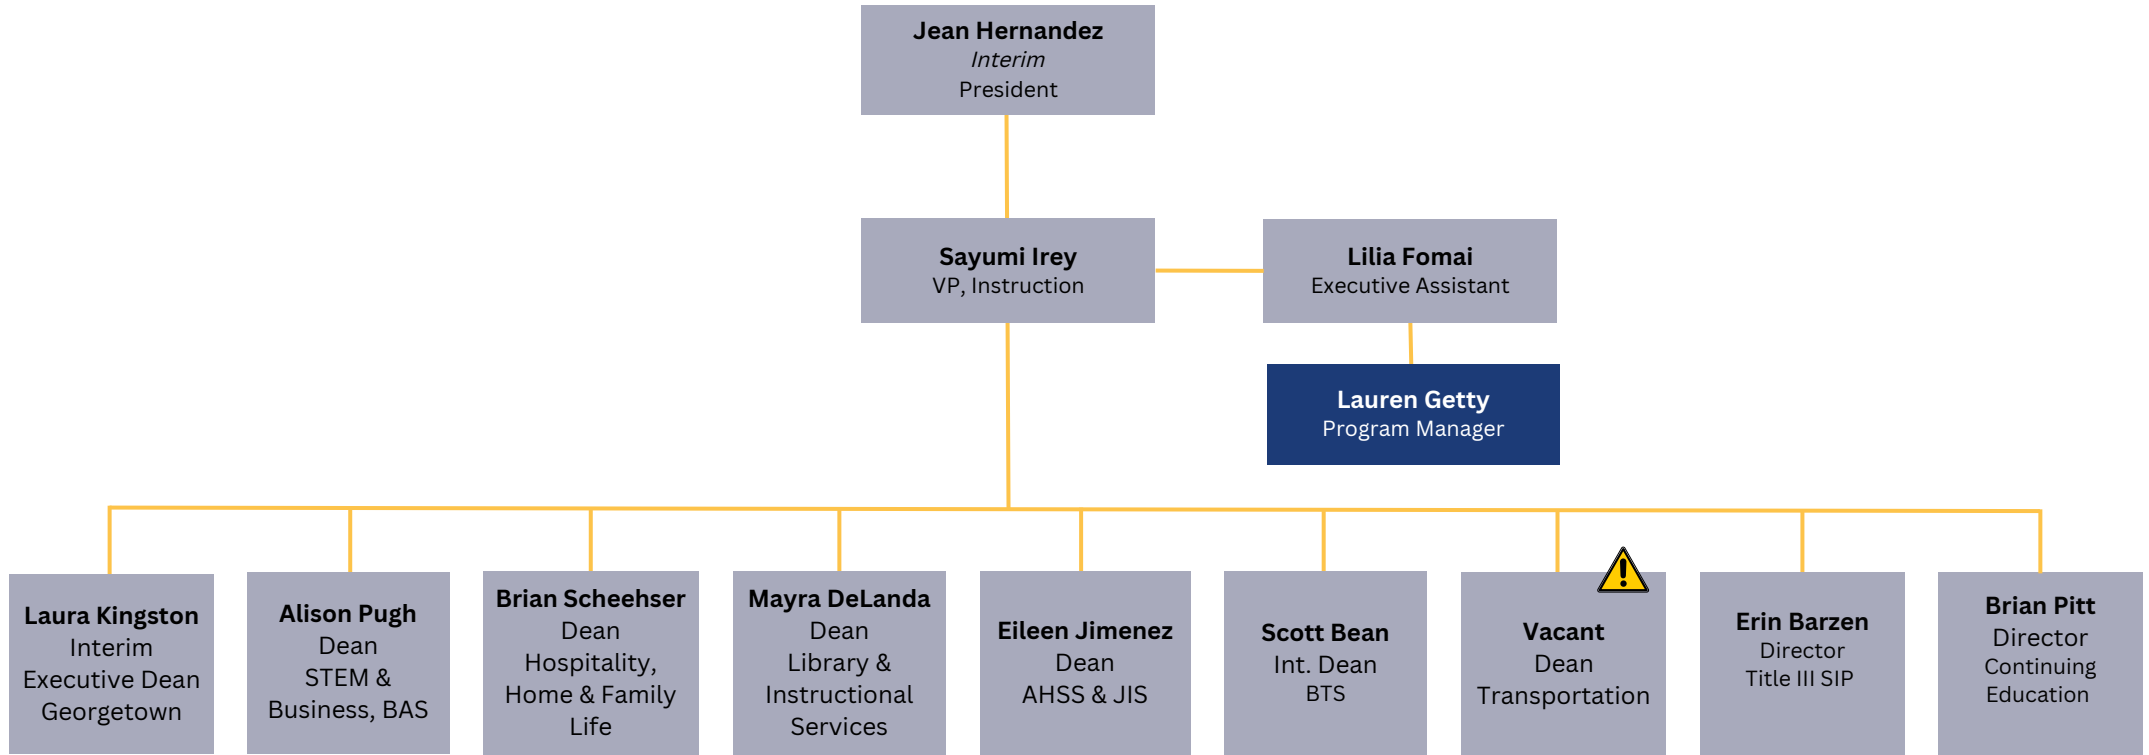 Jean Hernandez
Interim
President
Sayumi Irey
VP, Instruction
Lilia Fomai
Executive Assistant
Lauren Getty
Program Manager
Laura Kingston
Interim
Executive Dean
Georgetown
Alison Pugh
Dean
STEM &
Business, BAS
Brian Scheehser
Dean
Hospitality,
Home & Family
Life
Mayra DeLanda
Dean
Library &
Instructional
Services
Eileen Jimenez
Dean
AHSS & JIS
Scott Bean
Int. Dean
BTS
Vacant
Dean
Transportation
Erin Barzen
Director
Title III SIP
Brian Pitt
Director
Continuing
Education